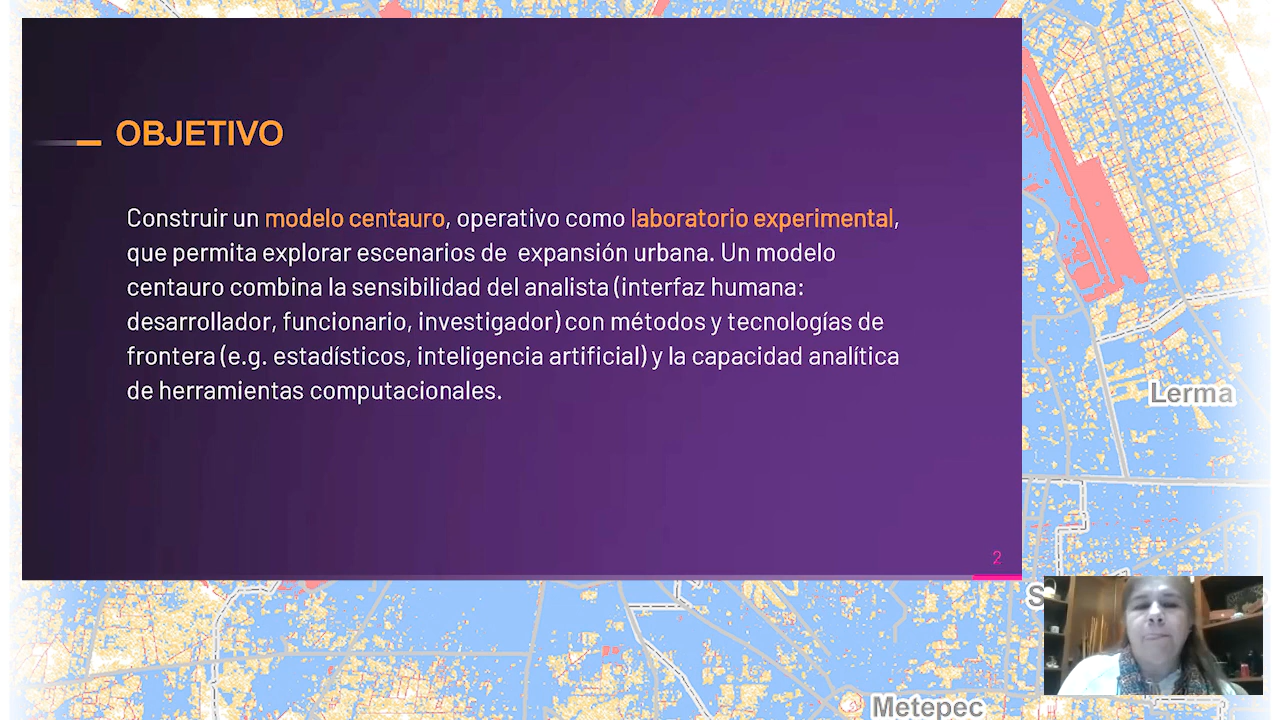 OBJETIVO
Construir un modelo centauro, operativo como laboratorio experimental,
que permita explorar escenarios de expansión urbana. Un modelo
centauro combina la sensibilidad del analista (interfaz humana:
desarrollador, funcionario, investigador) con métodos y tecnologías de
frontera (e.g. estadísticos, inteligencia artificial) y la capacidad analítica
de herramientas computacionales.
2
Lerma
Metepec